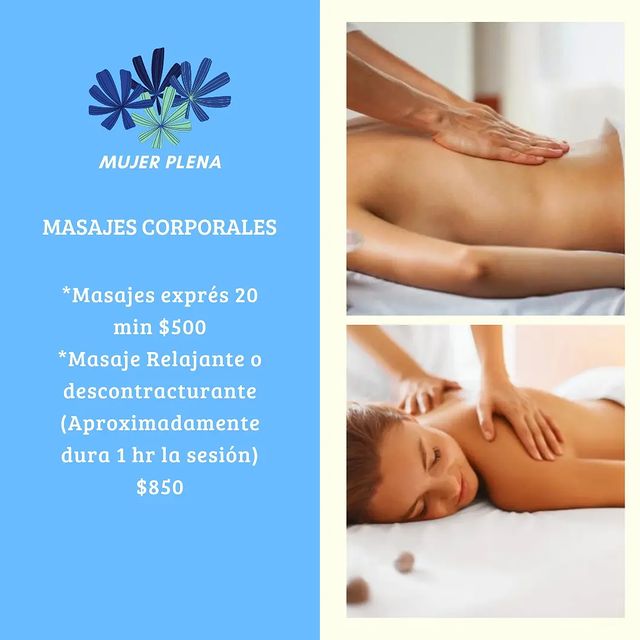 MUJER PLENA
MASAJES CORPORALES
*Masajes exprés 20
min $500
*Masaje Relajante o
descontracturante
(Aproximadamente
dura 1 hr la sesión)
$850